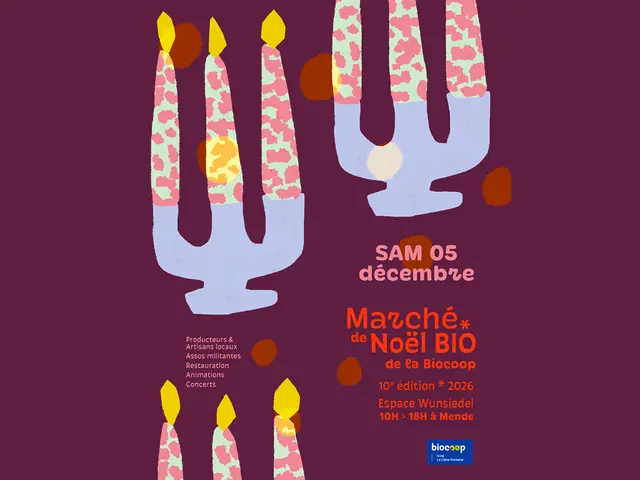 SAM 05
décembre
Marché*
de Noël BIO
de la Biocoop
10e édition * 2026
Espace Wunsiedel
10H > 18H à Mende
Producteurs &
Artisans locaux
Assos militantes
Restauration
Animations
Concerts
biocoop